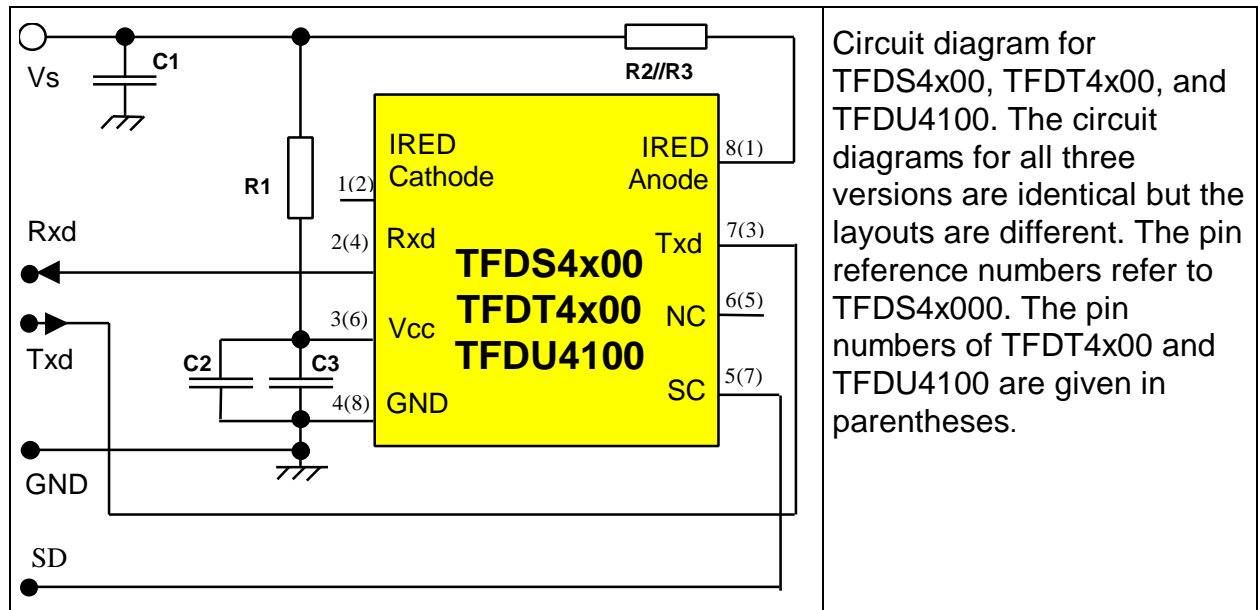 Vs
C1
R2//R3
IRED
Cathode
IRED
Anode
8(1)
R1
1(2)
Rxd
2(4)
Rxd
Txd
7(3)
TFDS4x00
TFDT4x00
TFDU4100
3(6)
Vcc
NC
6(5)
Txd
C2
C3
4(8)
GND
SC
5(7)
GND
SD
Circuit diagram for
TFDS4x00, TFDT4x00, and
TFDU4100. The circuit
diagrams for all three
versions are identical but the
layouts are different. The pin
reference numbers refer to
TFDS4x000. The pin
numbers of TFDT4x00 and
TFDU4100 are given in
parentheses.